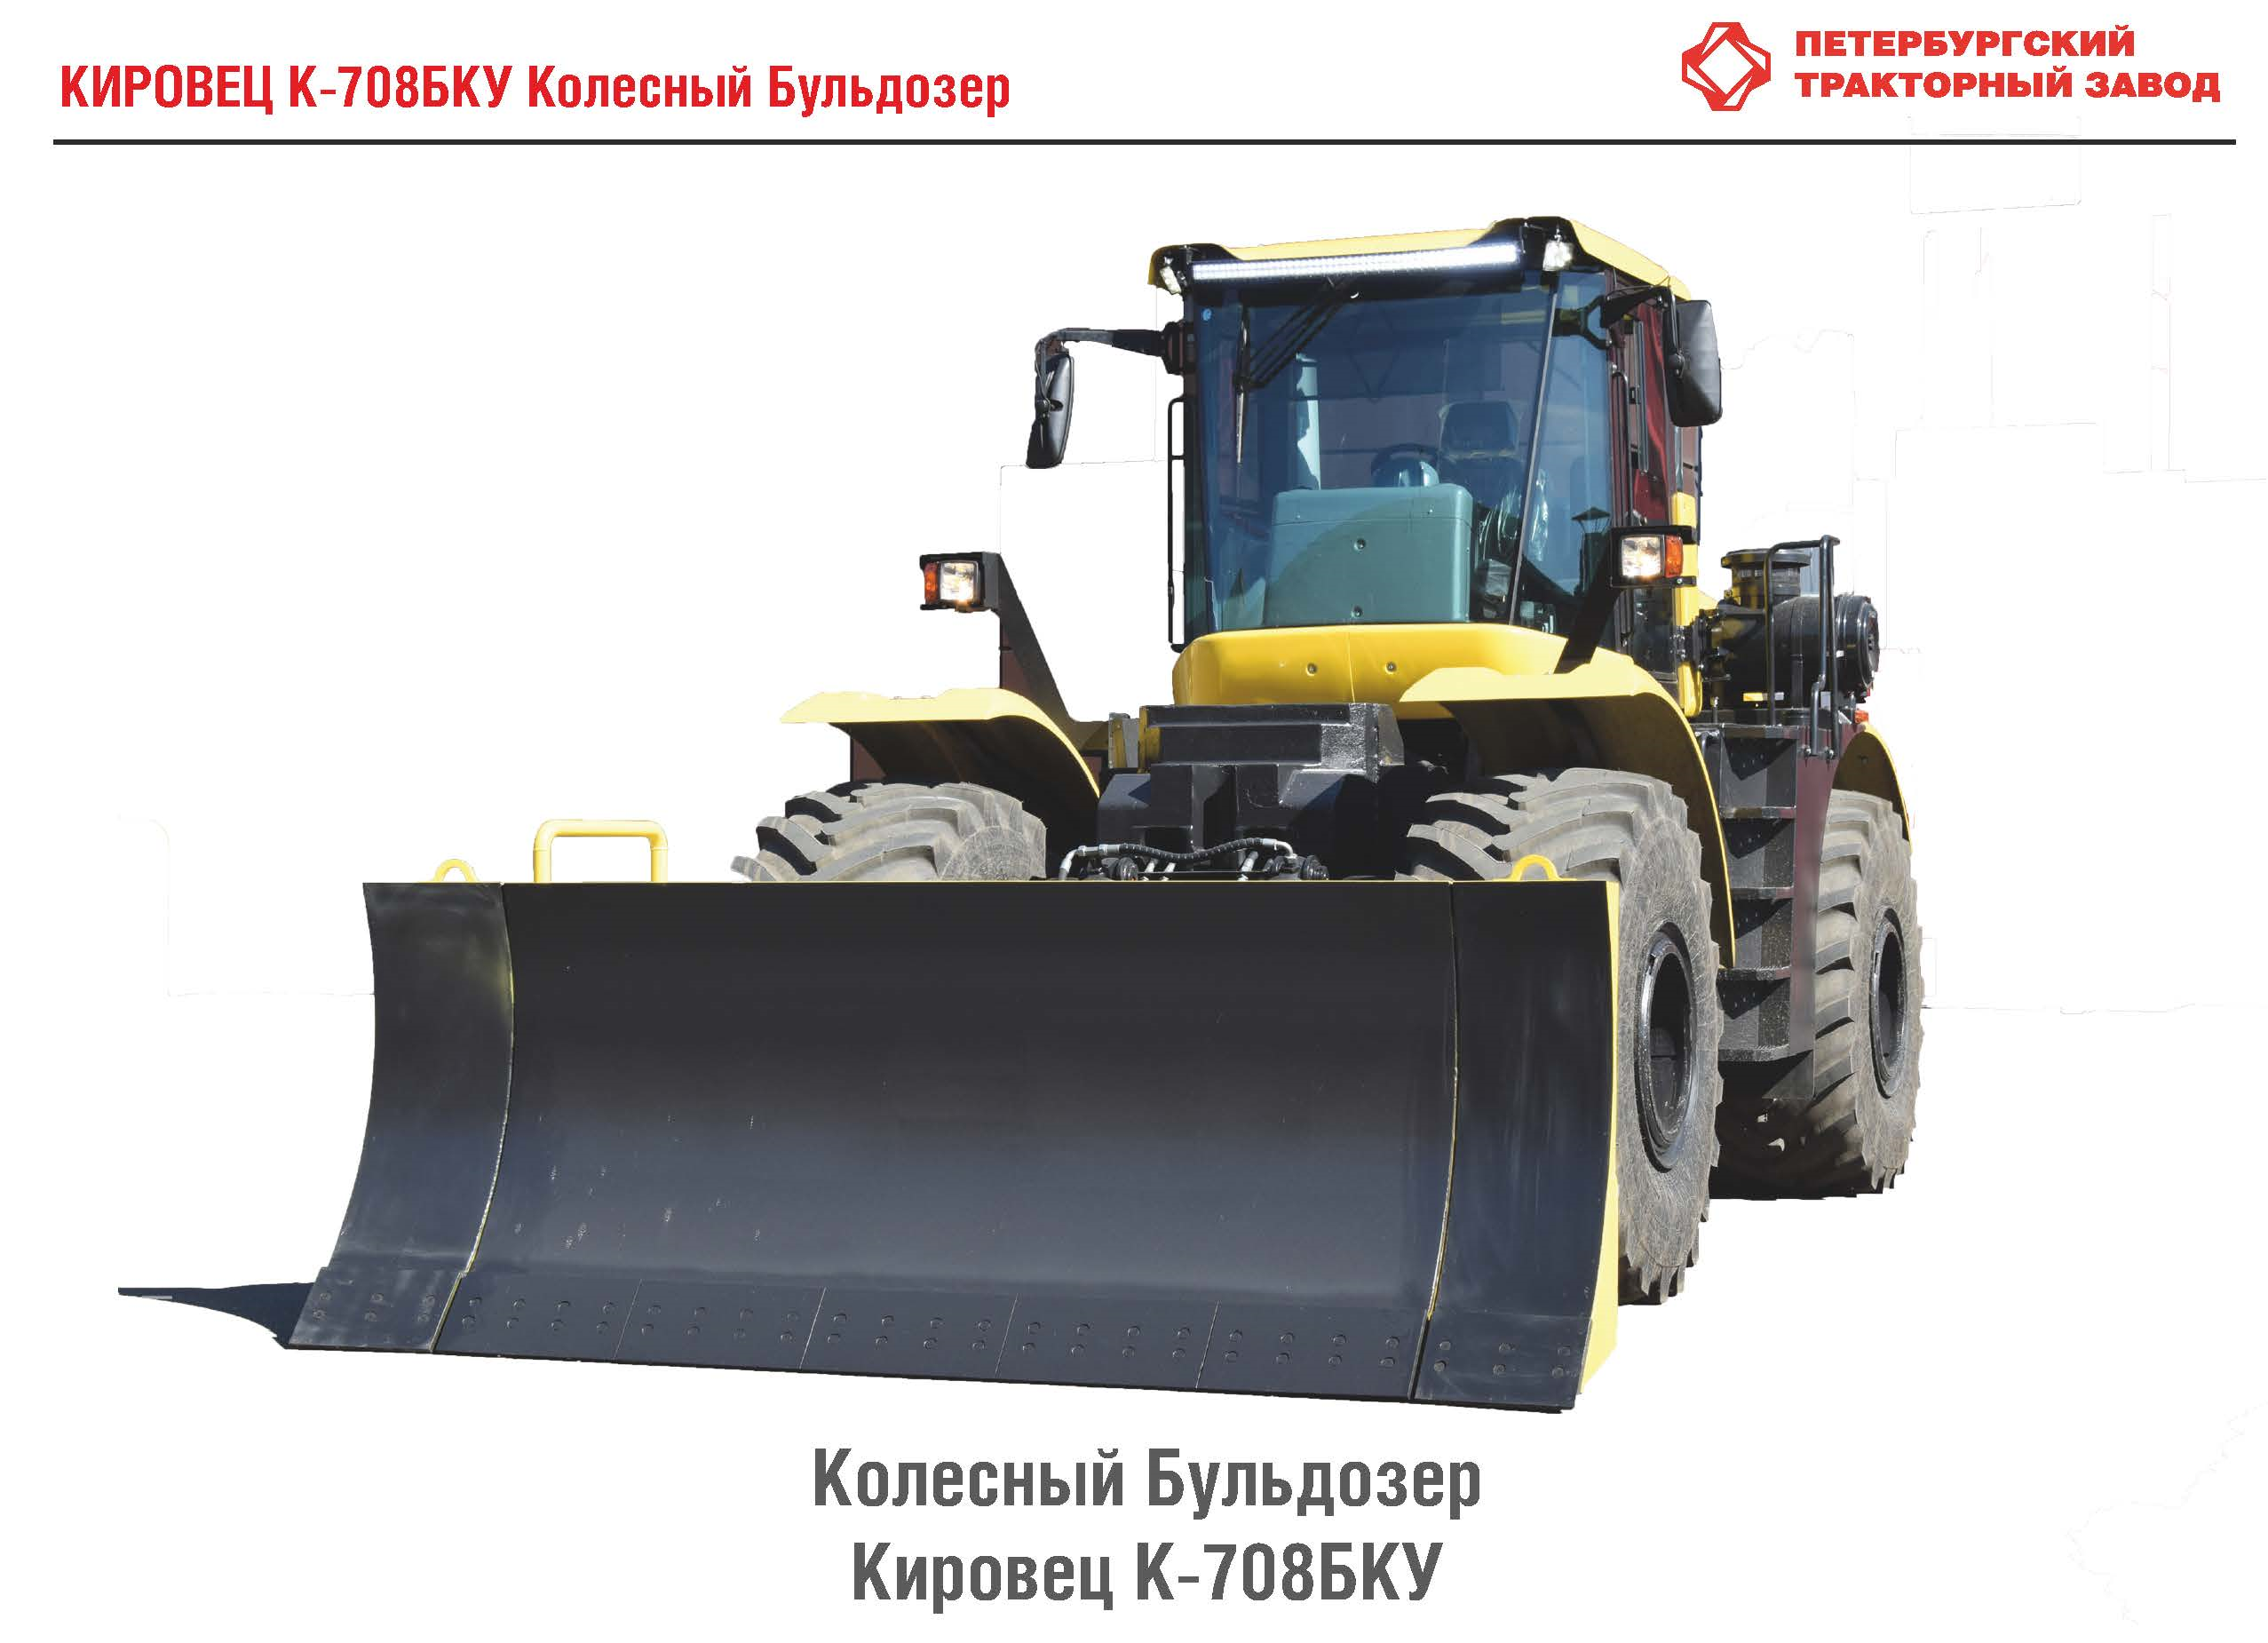 КИРОВЕЦ К-708БКУ Колесный Бульдозер
ПЕТЕРБУРГСКИЙ
ТРАКТОРНЫЙ ЗАВОД
Колесный Бульдозер
Кировец К-708БКУ